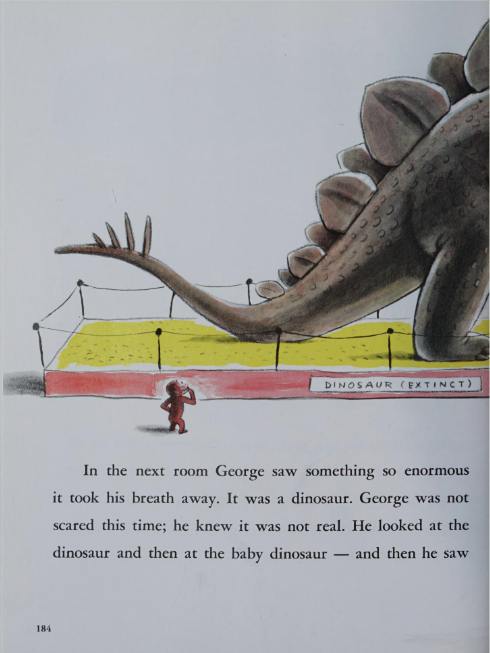 DINOSAUR (EXTINCT)
In the next room George saw something so enormous
it took his breath away. It was a dinosaur. George was not
scared this time; he knew it was not real. He looked at the
dinosaur and then at the baby dinosaur — and then he saw
184